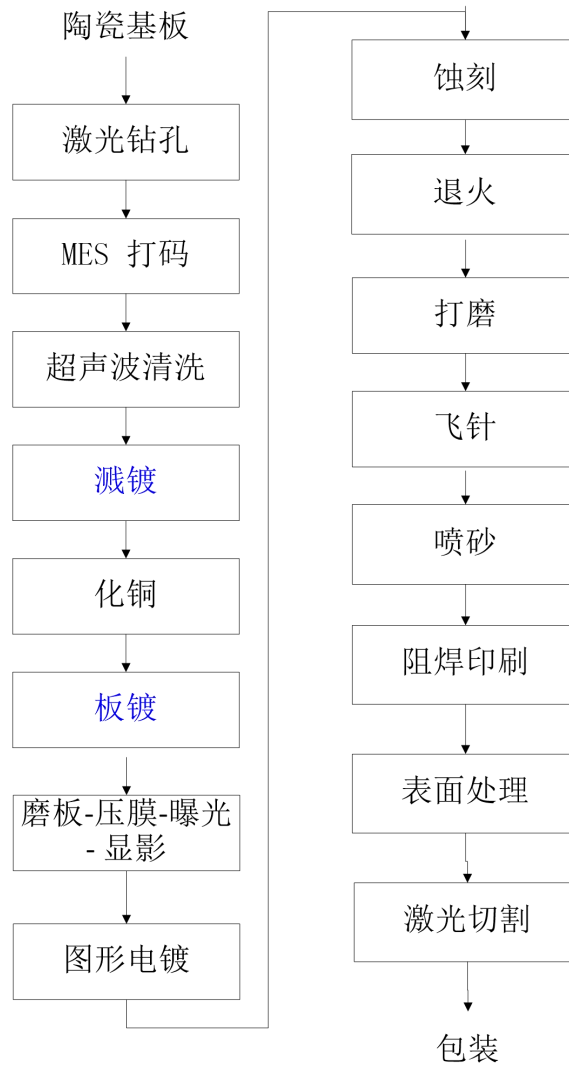 陶瓷基板
激光钻孔
MES 打码
超声波清洗
溅镀
化铜
板镀
磨板-压膜-曝光
- 显影
图形电镀
蚀刻
退火
打磨
飞针
喷砂
阻焊印刷
表面处理
激光切割
包装